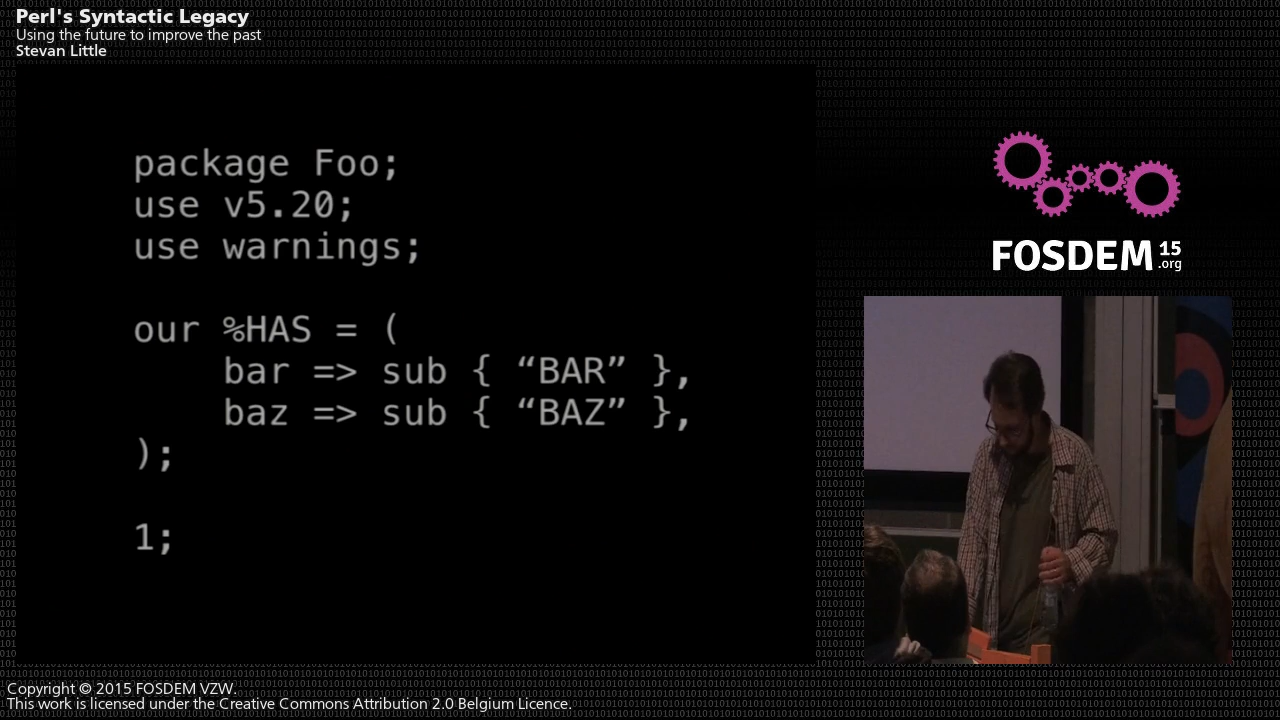 Perl's Syntactic Legacy
Using the future to improve the past
Stevan Little
package Foo;
use v5.20;
use warnings;
our %HAS = (
bar => sub { “BAR” },
baz => sub { “BAZ” },
);
1;
FOSDEM 15
.org
Copyright © 2015 FOSDEM VZW.
This work is licensed under the Creative Commons Attribution 2.0 Belgium Licence.